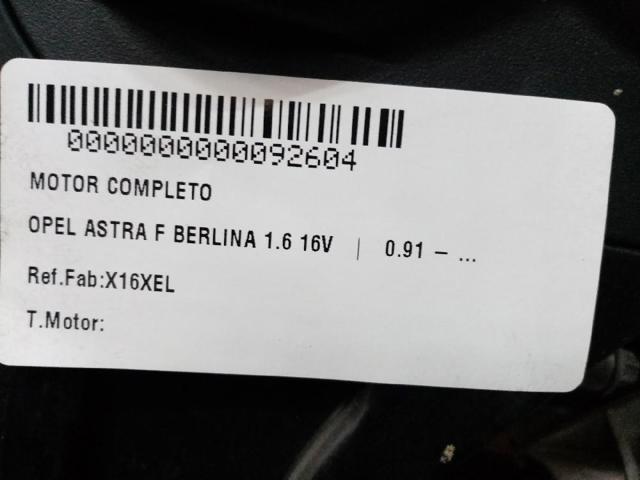 0000000000092604
MOTOR COMPLETO
OPEL ASTRA F BERLINA 1.6 16V | 0.91 – ...
Ref.Fab:X16XEL
T.Motor: